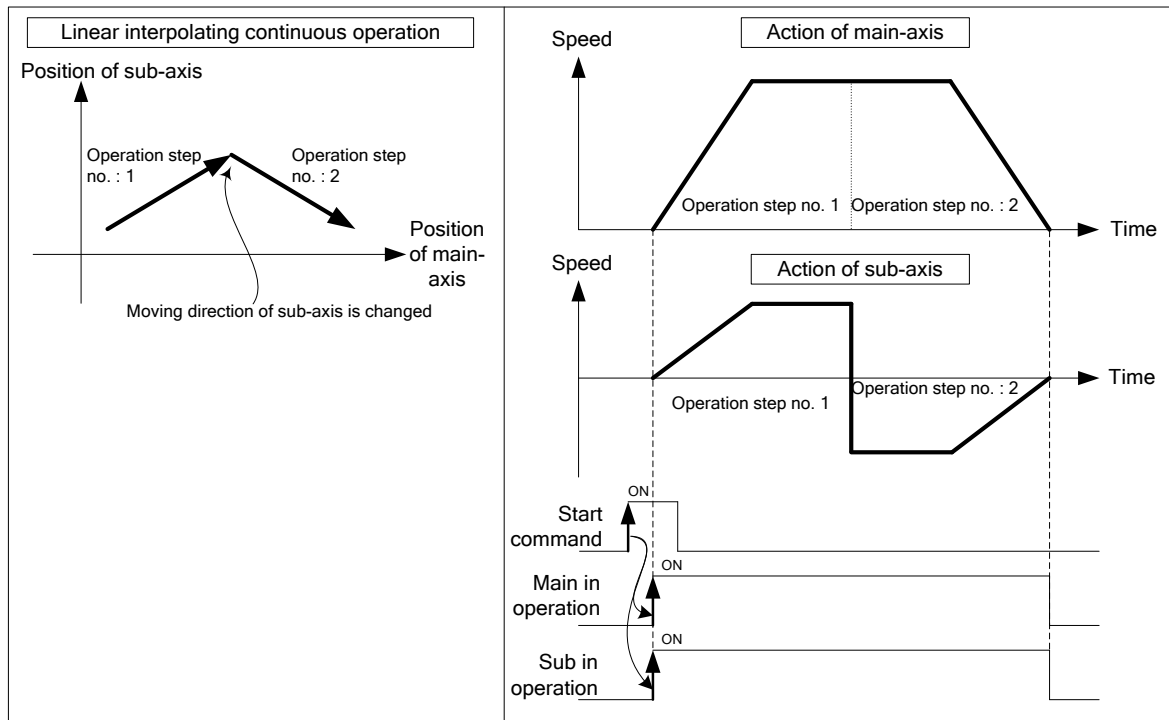 Linear interpolating continuous operation
Position of sub-axis
Operation step
no. : 1
Operation step
no. : 2
Position
of main-
axis
Moving direction of sub-axis is changed
Action of main-axis
Speed
Operation step no. 1
Operation step no. : 2
Time
Action of sub-axis
Speed
Operation step no. 1
Operation step no. : 2
Time
Start
command
ON
Main in
operation
ON
Sub in
operation
ON